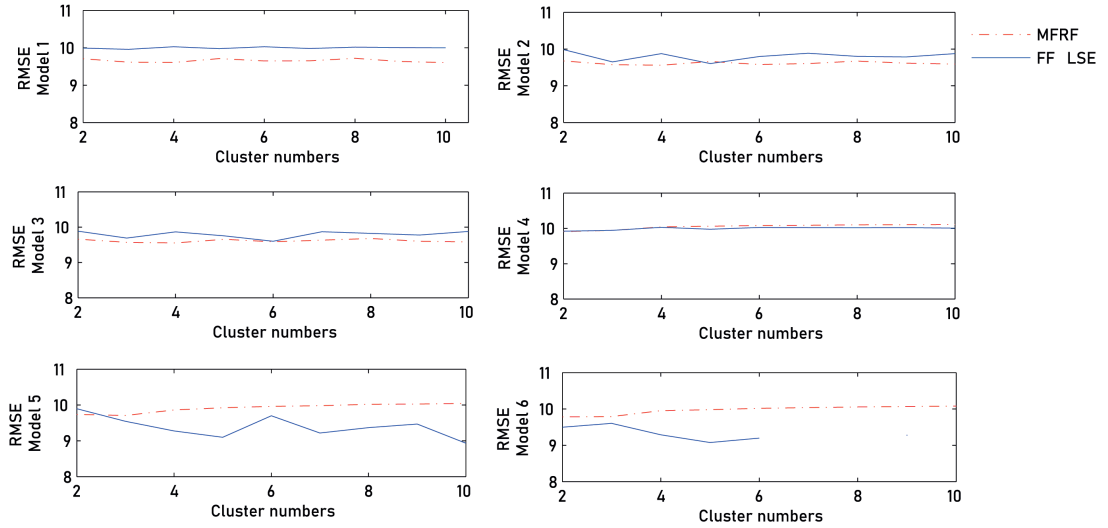 11
10
9
8
RMSE
Model 1
2 4 6 8 10
Cluster numbers
11
10
9
8
RMSE
Model 2
2 4 6 8 10
Cluster numbers
MFRF
FF LSE
11
10
9
8
RMSE
Model 3
2 4 6 8 10
Cluster numbers
11
10
9
8
RMSE
Model 4
2 4 6 8 10
Cluster numbers
11
10
9
8
RMSE
Model 5
2 4 6 8 10
Cluster numbers
11
10
9
8
RMSE
Model 6
2 4 6 8 10
Cluster numbers